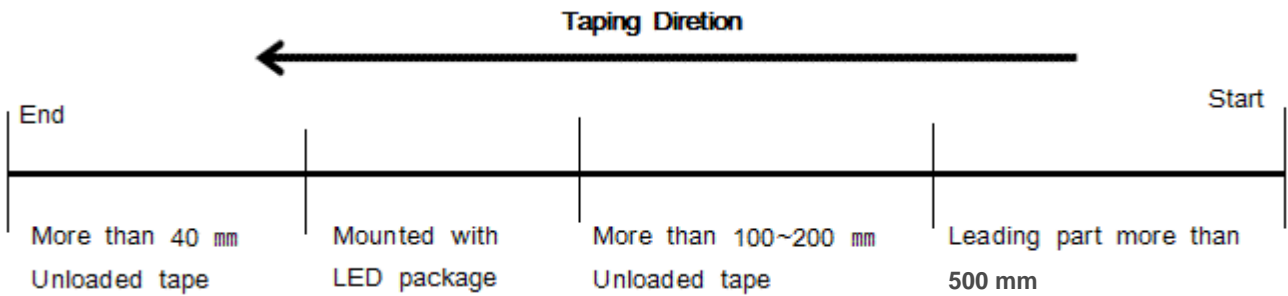 Taping Diretion
End
Start
More than 40 ㎜
Unloaded tape
Mounted with
LED package
More than 100~200 ㎜
Unloaded tape
Leading part more than
500 mm